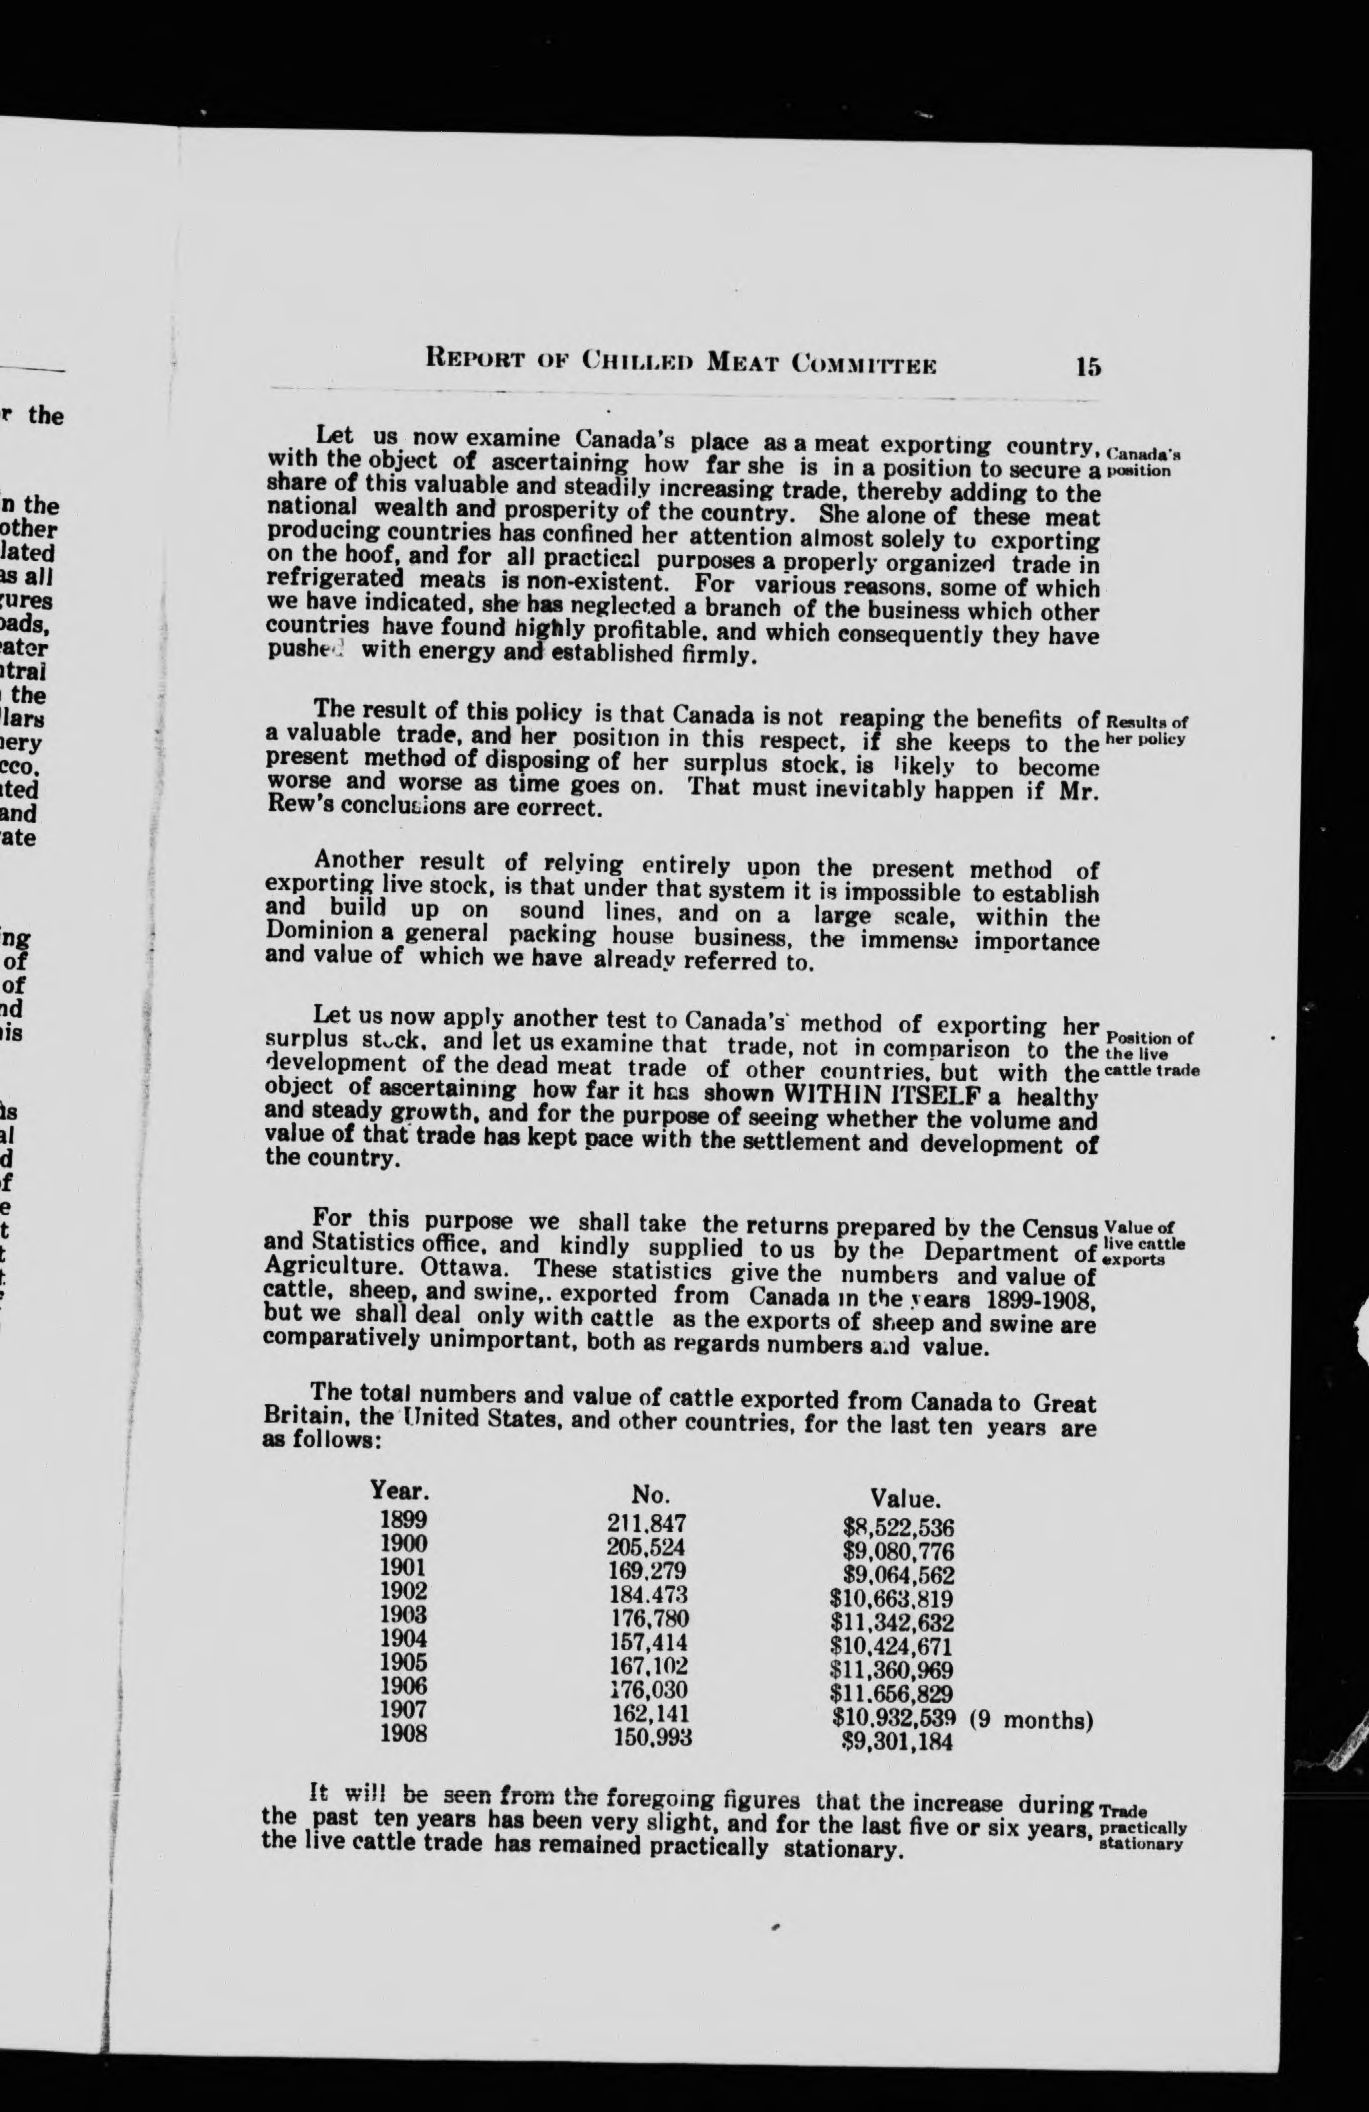 r the
n the
other
lated
as all
gures
oads,
eater
ntral
the
lars
nery
cco,
ated
and
ate
ng
of
of
nd
his
REPORT OF CHILLED MEAT COMMITTEE 15
Let us now examine Canada's place as a meat exporting country, Canada's
with the object of ascertaining how far she is in a position to secure a position
share of this valuable and steadily increasing trade, thereby adding to the
national wealth and prosperity of the country. She alone of these meat
producing countries has confined her attention almost solely to exporting
on the hoof, and for all practical purposes a properly organized trade in
refrigerated meats is non-existent. For various reasons, some of which
we have indicated, she has neglected a branch of the business which other
countries have found highly profitable, and which consequently they have
pushed with energy and established firmly.
The result of this policy is that Canada is not reaping the benefits of Results of
a valuable trade, and her position in this respect, if she keeps to the her policy
present method of disposing of her surplus stock, is likely to become
worse and worse as time goes on. That must inevitably happen if Mr.
Rew's conclusions are correct.
Another result of relying entirely upon the present method of
exporting live stock, is that under that system it is impossible to establish
and build up on sound lines, and on a large scale, within the
Dominion a general packing house business, the immense importance
and value of which we have already referred to.
Let us now apply another test to Canada's method of exporting her Position of
surplus stock, and let us examine that trade, not in comparison to the the live
development of the dead meat trade of other countries, but with the cattle trade
object of ascertaining how far it has shown WITHIN ITSELF a healthy
and steady growth, and for the purpose of seeing whether the volume and
value of that trade has kept pace with the settlement and development of
the country.
For this purpose we shall take the returns prepared by the Census Value of
and Statistics office, and kindly supplied to us by the Department of live cattle
Agriculture. Ottawa. These statistics give the numbers and value of exports
cattle, sheep, and swine,. exported from Canada in the years 1899-1908,
but we shall deal only with cattle as the exports of sheep and swine are
comparatively unimportant, both as regards numbers and value.
The total numbers and value of cattle exported from Canada to Great
Britain, the United States, and other countries, for the last ten years are
as follows:
Year. No. Value.
1899 211,847 $8,522,536
1900 205,524 $9,080,776
1901 169,279 $9,064,562
1902 184,473 $10,663,819
1903 176,780 $11,342,632
1904 157,414 $10,424,671
1905 167,102 $11,360,969
1906 176,030 $11,656,829
1907 162,141 $10,932,539 (9 months)
1908 150,993 $9,301,184
It will be seen from the foregoing figures that the increase during Trade
the past ten years has been very slight, and for the last five or six years, practically
the live cattle trade has remained practically stationary. stationary